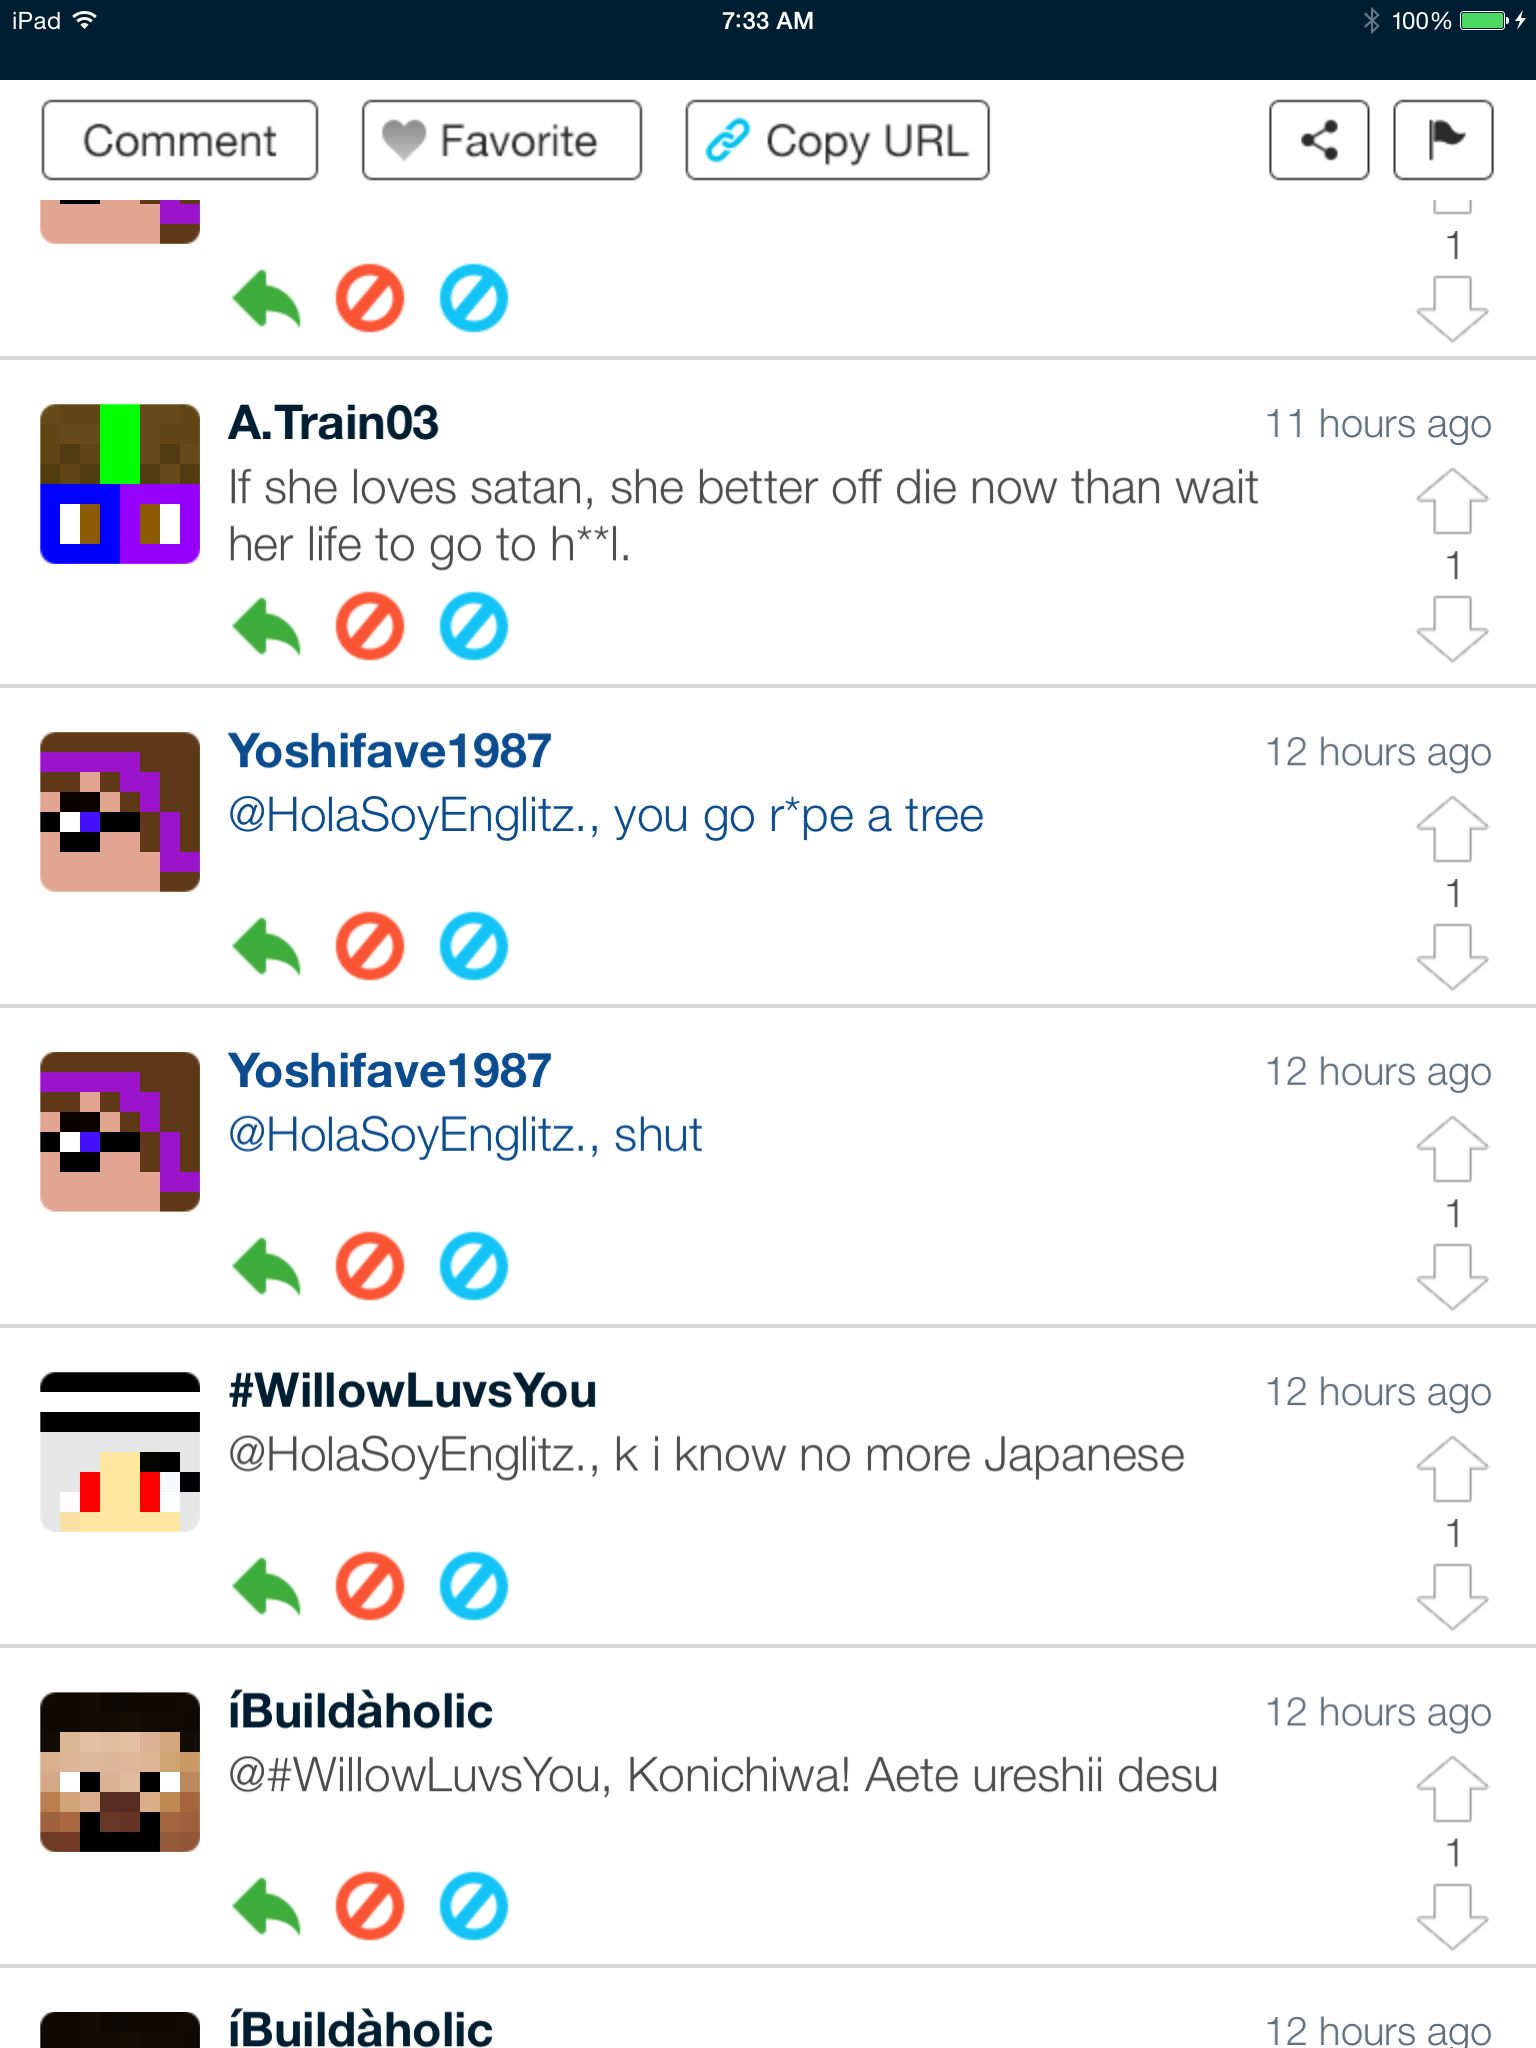 iPad 7:33 AM 100%
Comment Favorite Copy URL
1
A.Train03 11 hours ago
If she loves satan, she better off die now than wait
her life to go to h**l.
1
Yoshifave1987 12 hours ago
@HolaSoyEnglitz., you go r*pe a tree
1
Yoshifave1987 12 hours ago
@HolaSoyEnglitz., shut
1
#WillowLuvsYou 12 hours ago
@HolaSoyEnglitz., k i know no more Japanese
1
íBuildàholic 12 hours ago
@#WillowLuvsYou, Konichiwa! Aete ureshii desu
1
íBuildàholic 12 hours ago